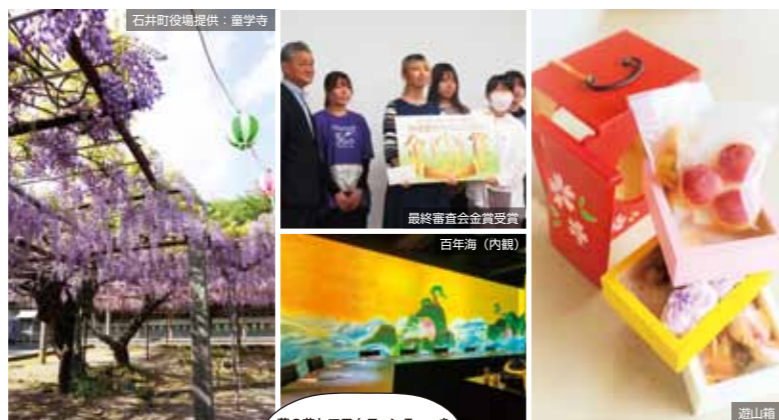 石井町役場提供：童学寺
最終審査会金賞受賞
百年海（内観）
遊山箱